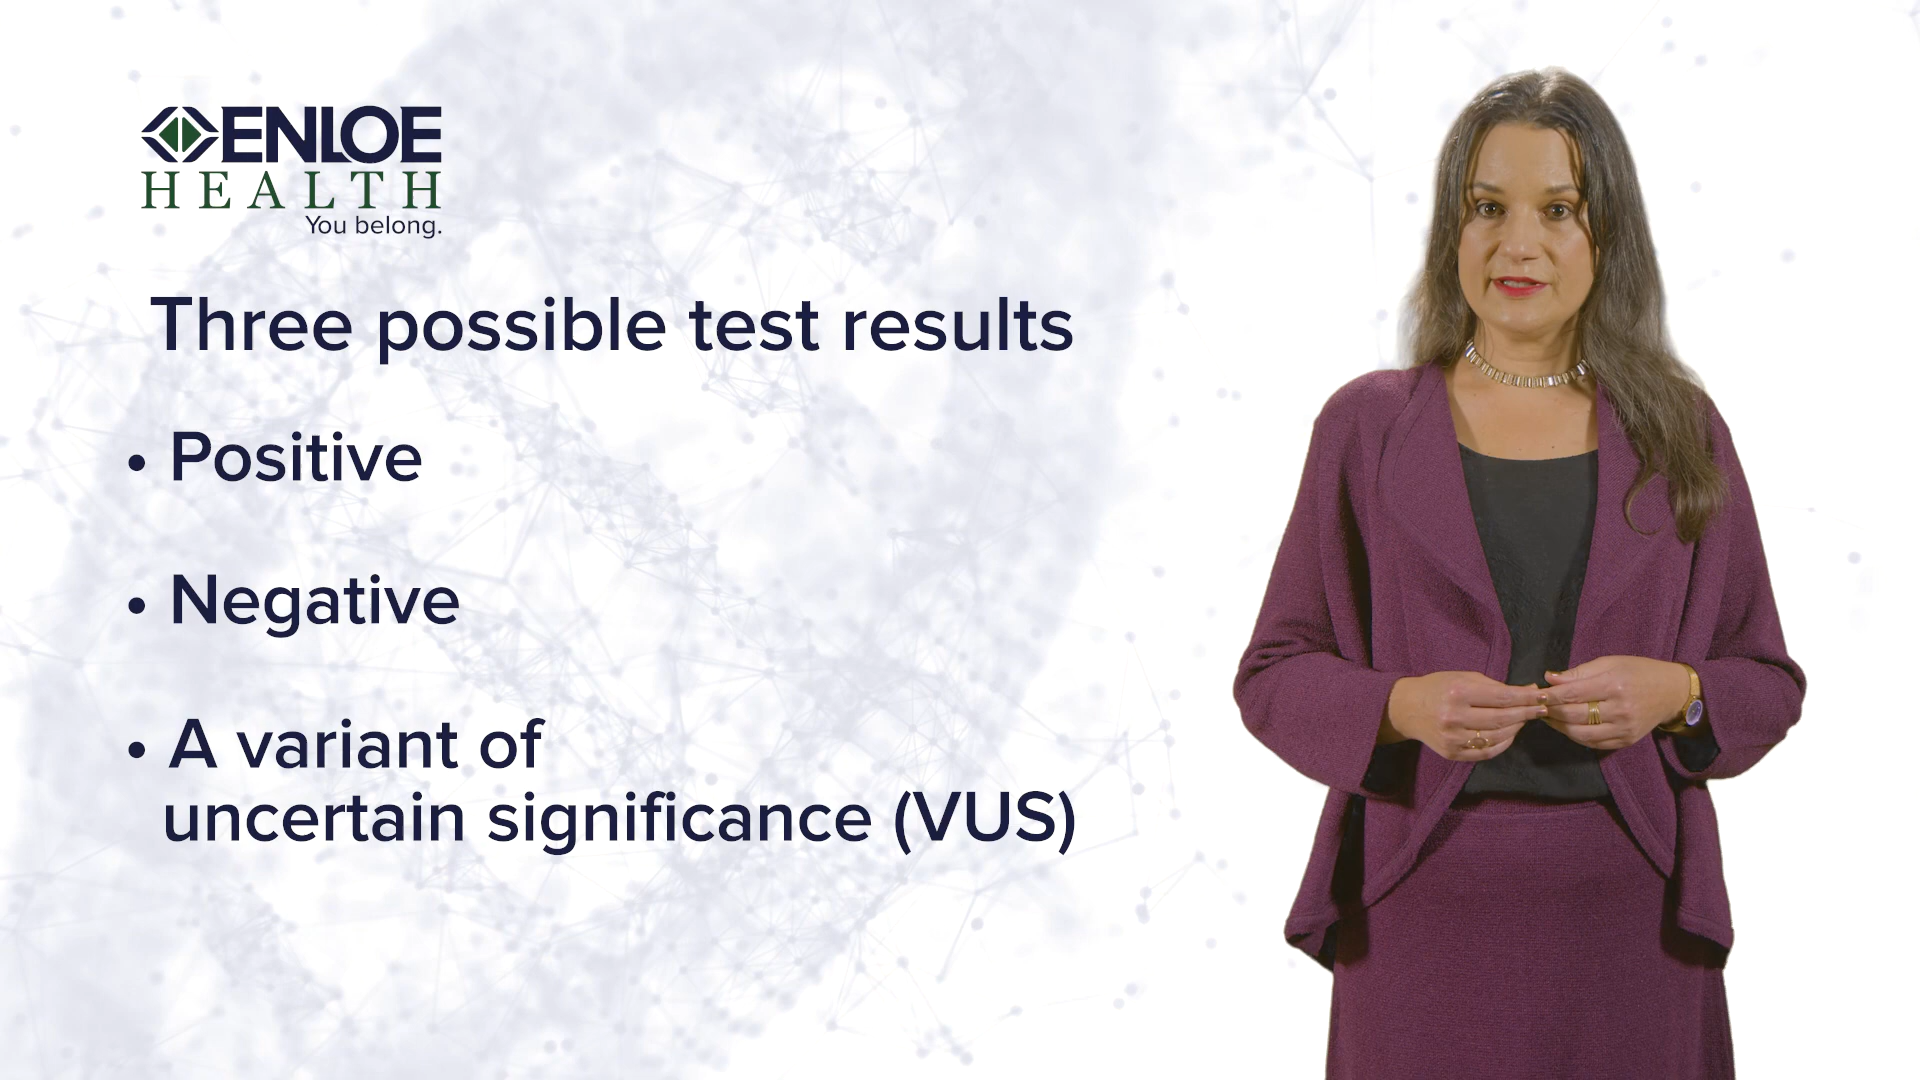 ENLOE
HEALTH
You belong.
Three possible test results
• Positive
• Negative
• A variant of
uncertain significance (VUS)